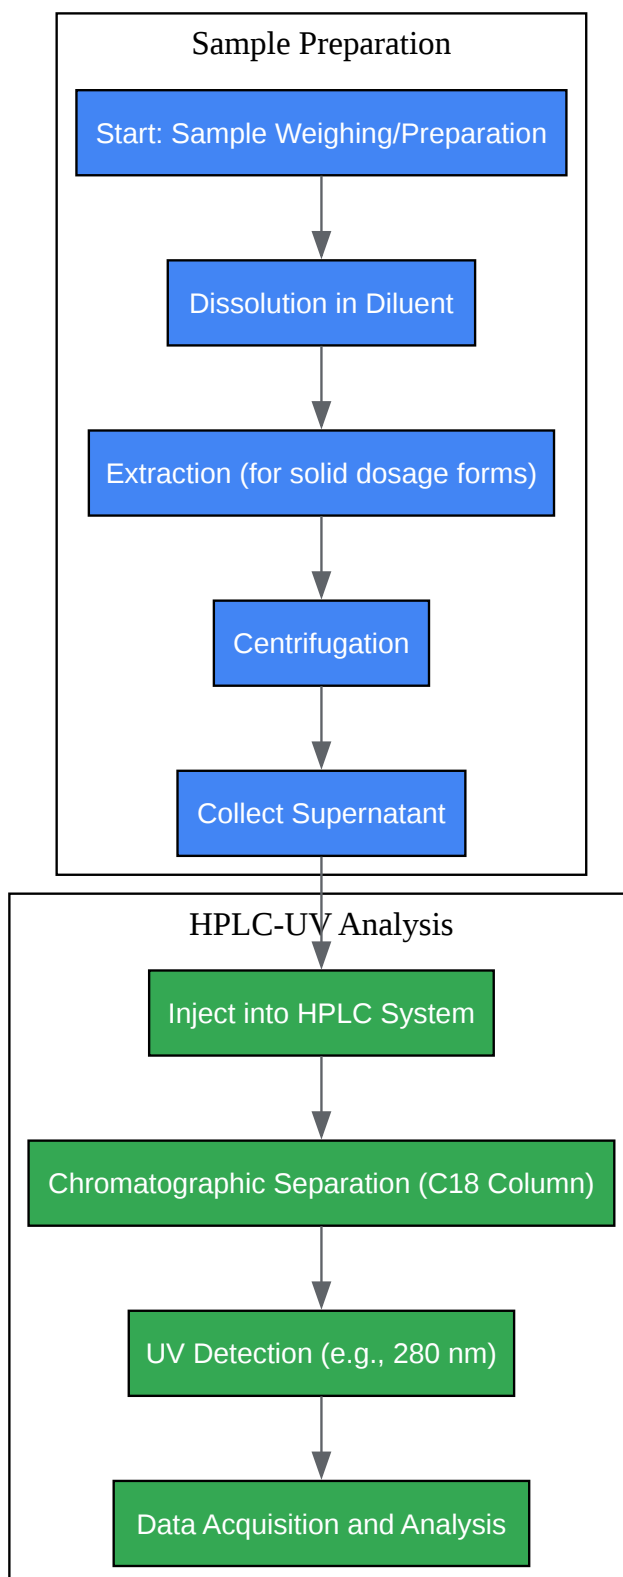 Sample Preparation
Start: Sample Weighing/Preparation
Dissolution in Diluent
Extraction (for solid dosage forms)
Centrifugation
Collect Supernatant
HPLC-UV Analysis
Inject into HPLC System
Chromatographic Separation (C18 Column)
UV Detection (e.g., 280 nm)
Data Acquisition and Analysis